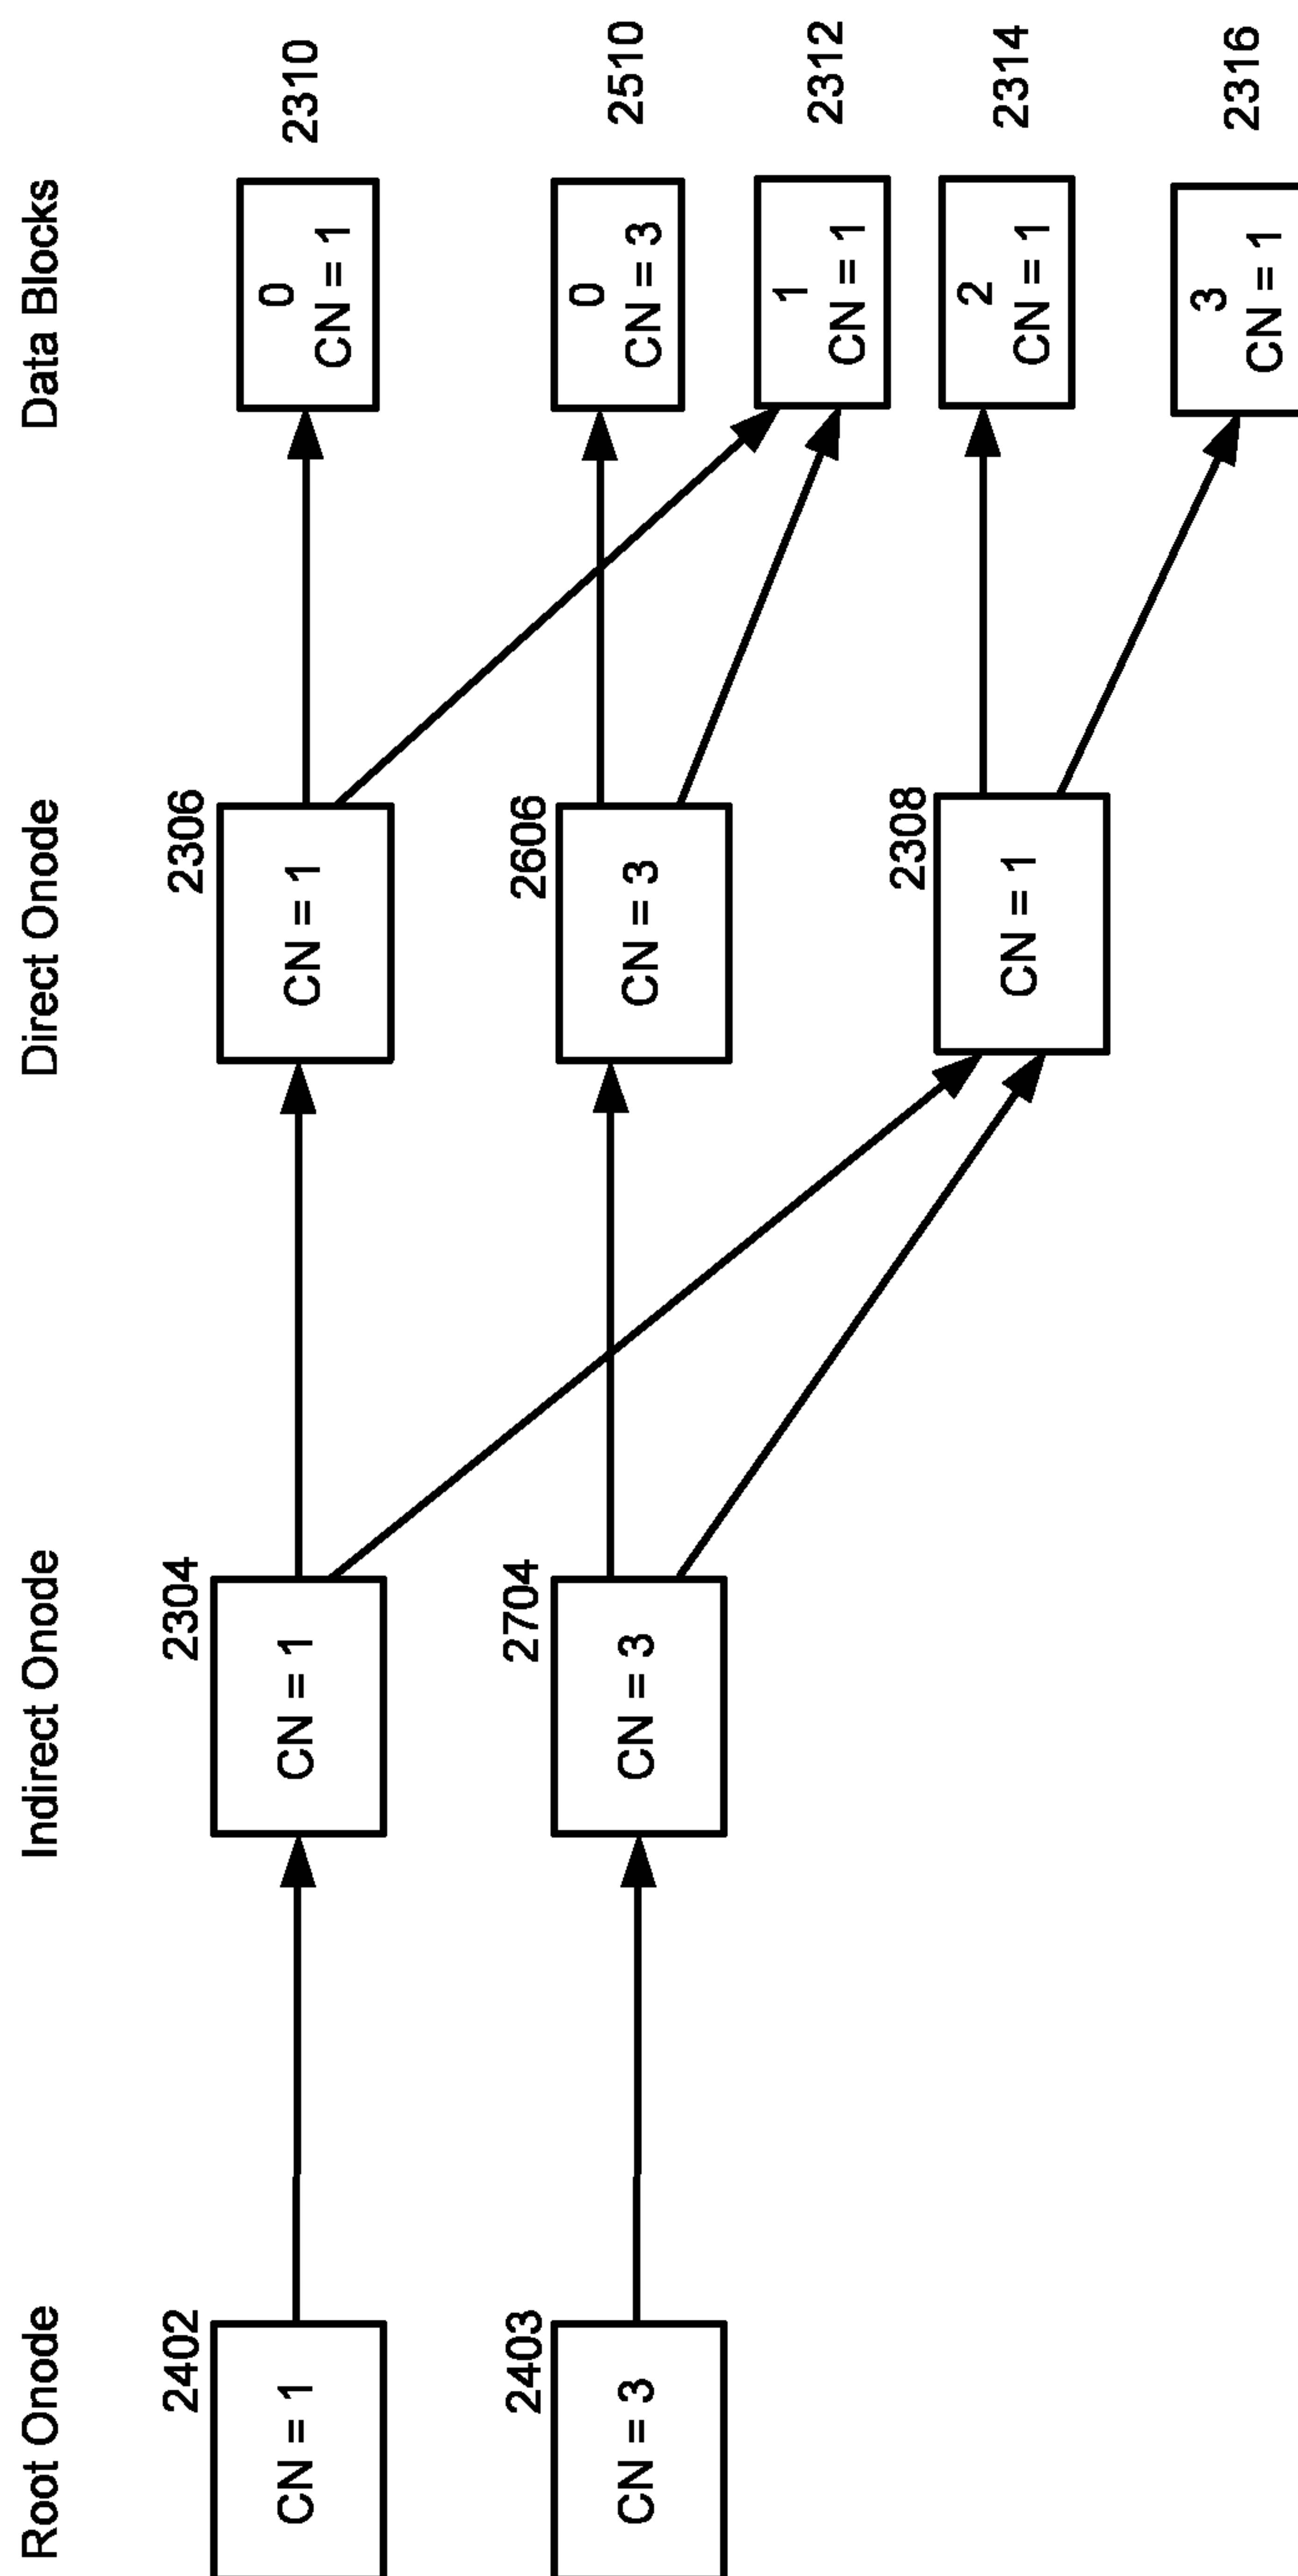 Root Onode
Indirect Onode
Direct Onode
Data Blocks
2402
CN = 1
2304
CN = 1
2306
CN = 1
0
CN = 1
2310
2403
CN = 3
2704
CN = 3
2606
CN = 3
0
CN = 3
2510
1
CN = 1
2312
2308
CN = 1
2
CN = 1
2314
3
CN = 1
2316